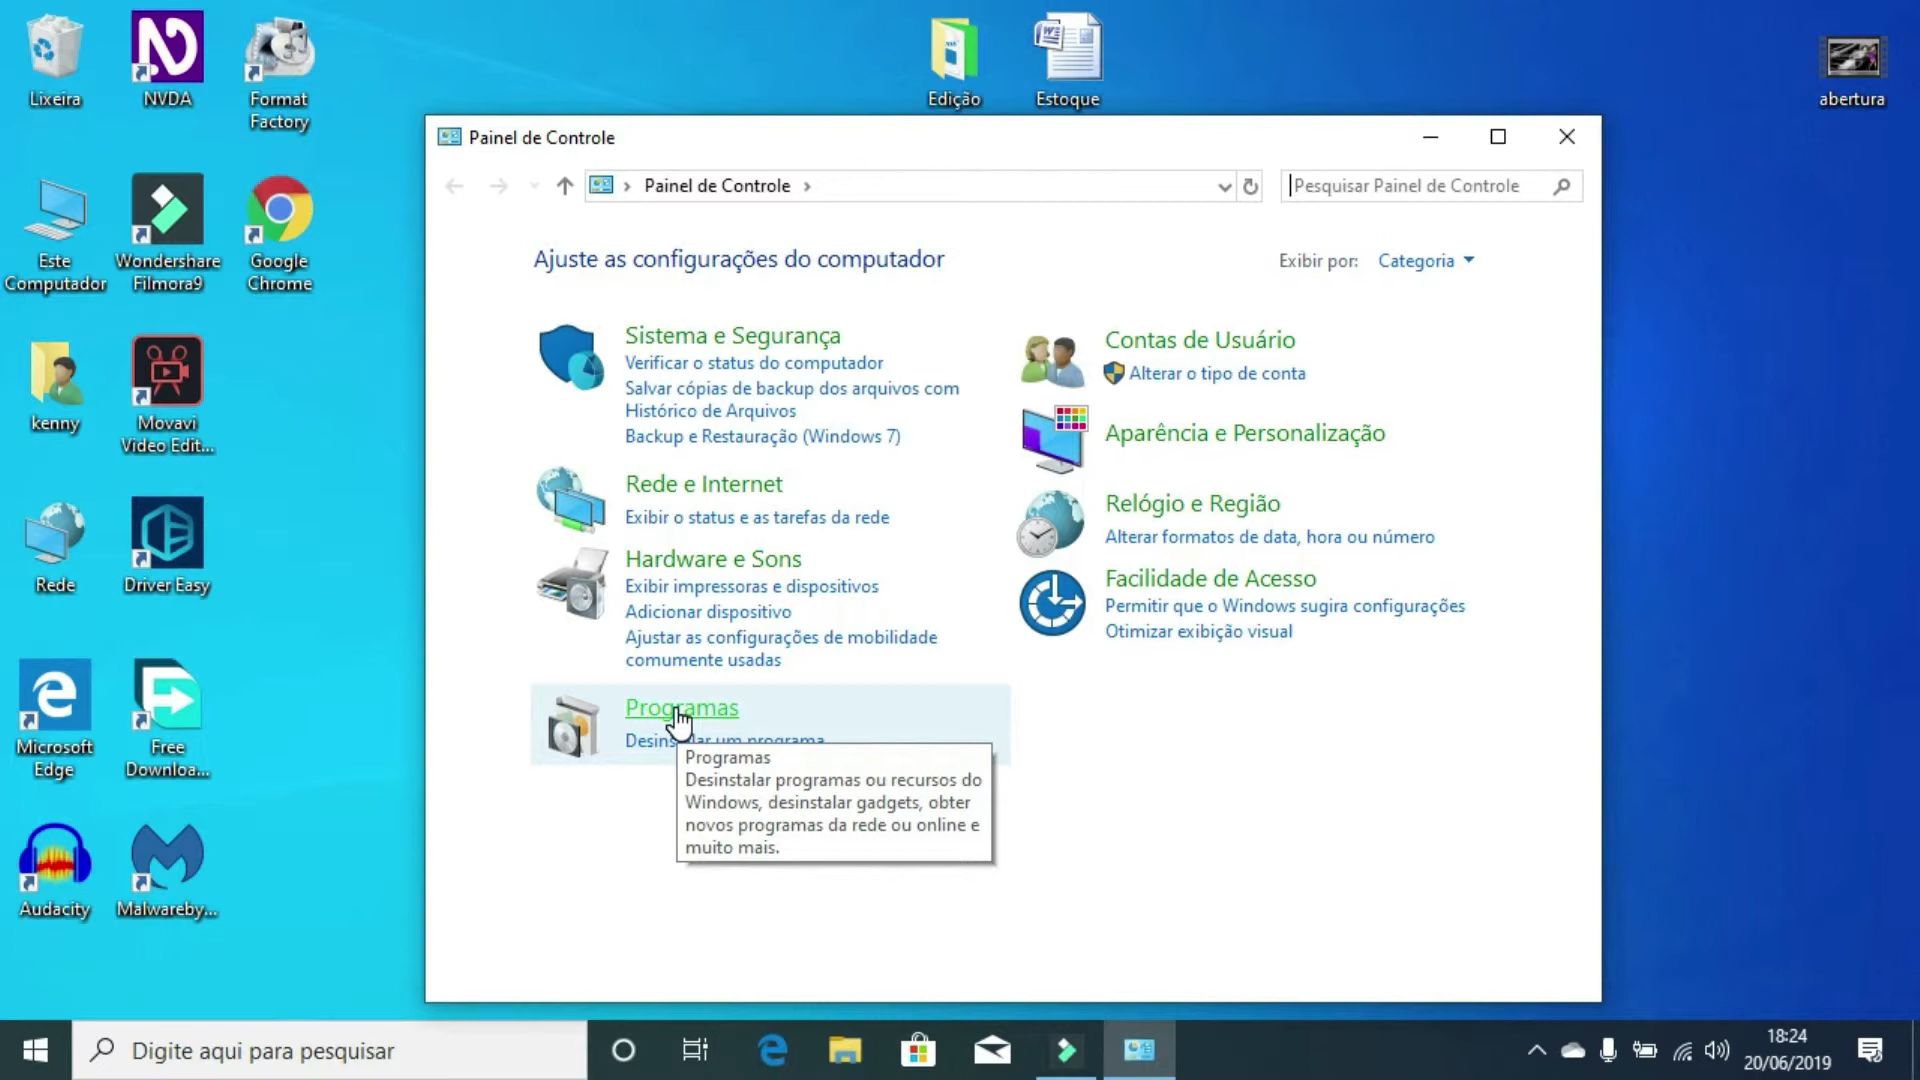 Lixeira
NVDA
Format
Factory
Edição
Estoque
abertura
Este
Computador
Wondershare
Filmora9
Google
Chrome
kenny
Movavi
Video Edit...
Rede
Driver Easy
Microsoft
Edge
Free
Downloa...
Audacity
Malwareby...
Painel de Controle
Painel de Controle
Pesquisar Painel de Controle
Ajuste as configurações do computador
Exibir por: Categoria
Sistema e Segurança
Verificar o status do computador
Salvar cópias de backup dos arquivos com
Histórico de Arquivos
Backup e Restauração (Windows 7)
Rede e Internet
Exibir o status e as tarefas da rede
Hardware e Sons
Exibir impressoras e dispositivos
Adicionar dispositivo
Ajustar as configurações de mobilidade
comumente usadas
Programas
Desinstalar um programa
Programas
Desinstalar programas ou recursos do
Windows, desinstalar gadgets, obter
novos programas da rede ou online e
muito mais.
Contas de Usuário
Alterar o tipo de conta
Aparência e Personalização
Relógio e Região
Alterar formatos de data, hora ou número
Facilidade de Acesso
Permitir que o Windows sugira configurações
Otimizar exibição visual
Digite aqui para pesquisar
18:24
20/06/2019